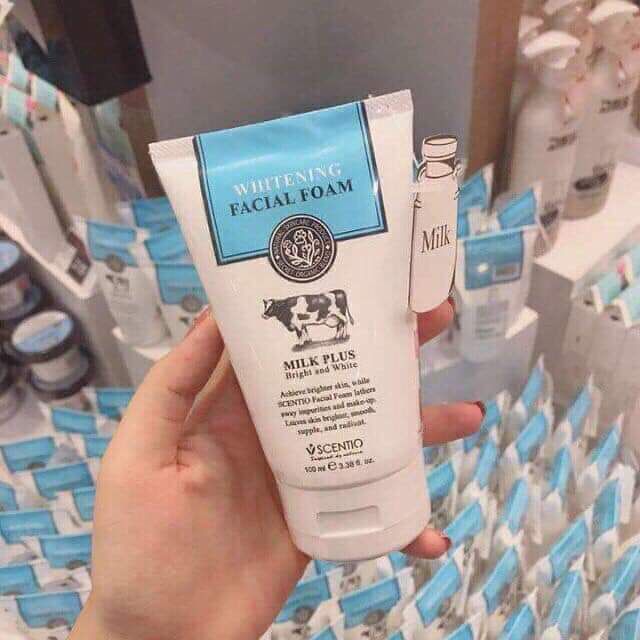 WHITENING
FACIAL FOAM
Milk
MILK PLUS
Bright and White
Achieve brighter skin, while
SCENTIO Facial Foam lathers
away impurities and make-up.
Leaves skin brighter, smooth,
supple, and radiant.
SCENTIO
100 ml ℮ 3.38 fl. oz.